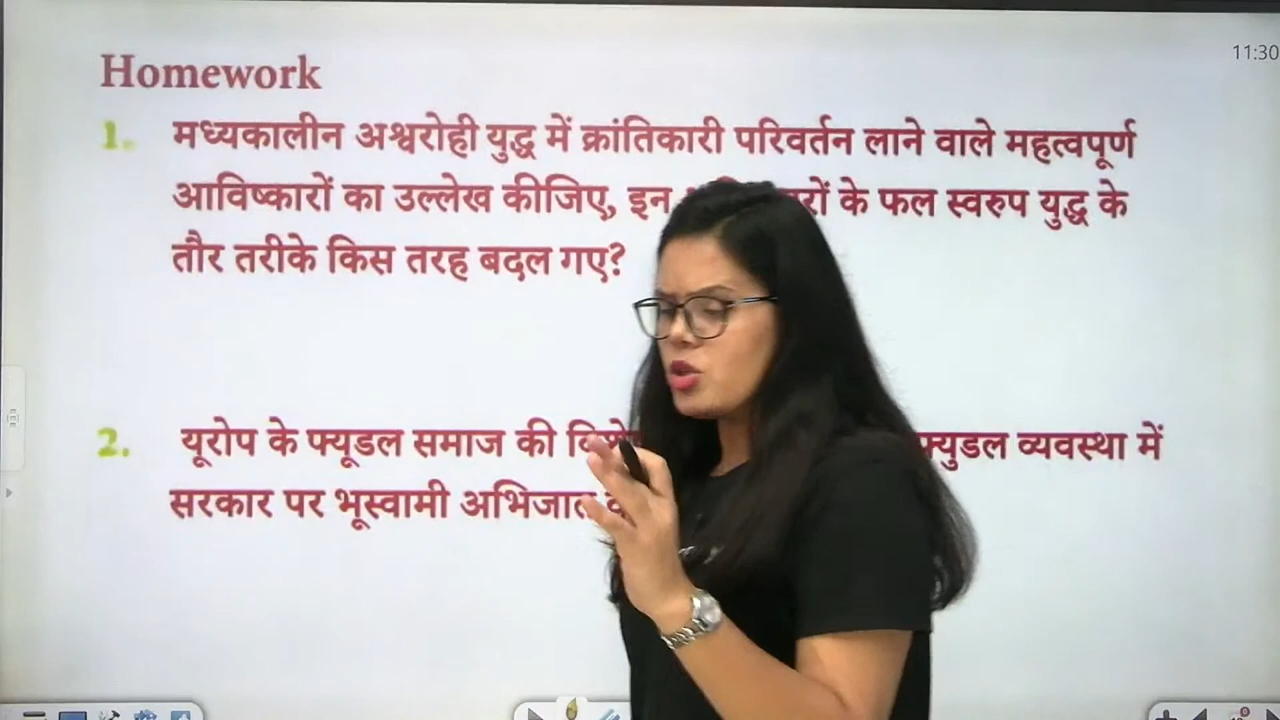 11:30
Homework
1. मध्यकालीन अश्वरोही युद्ध में क्रांतिकारी परिवर्तन लाने वाले महत्वपूर्ण
आविष्कारों का उल्लेख कीजिए, इन के फल स्वरुप युद्ध के
तौर तरीके किस तरह बदल गए?
2. यूरोप के फ्यूडल समाज की फ्युडल व्यवस्था में
सरकार पर भूस्वामी अभिजात